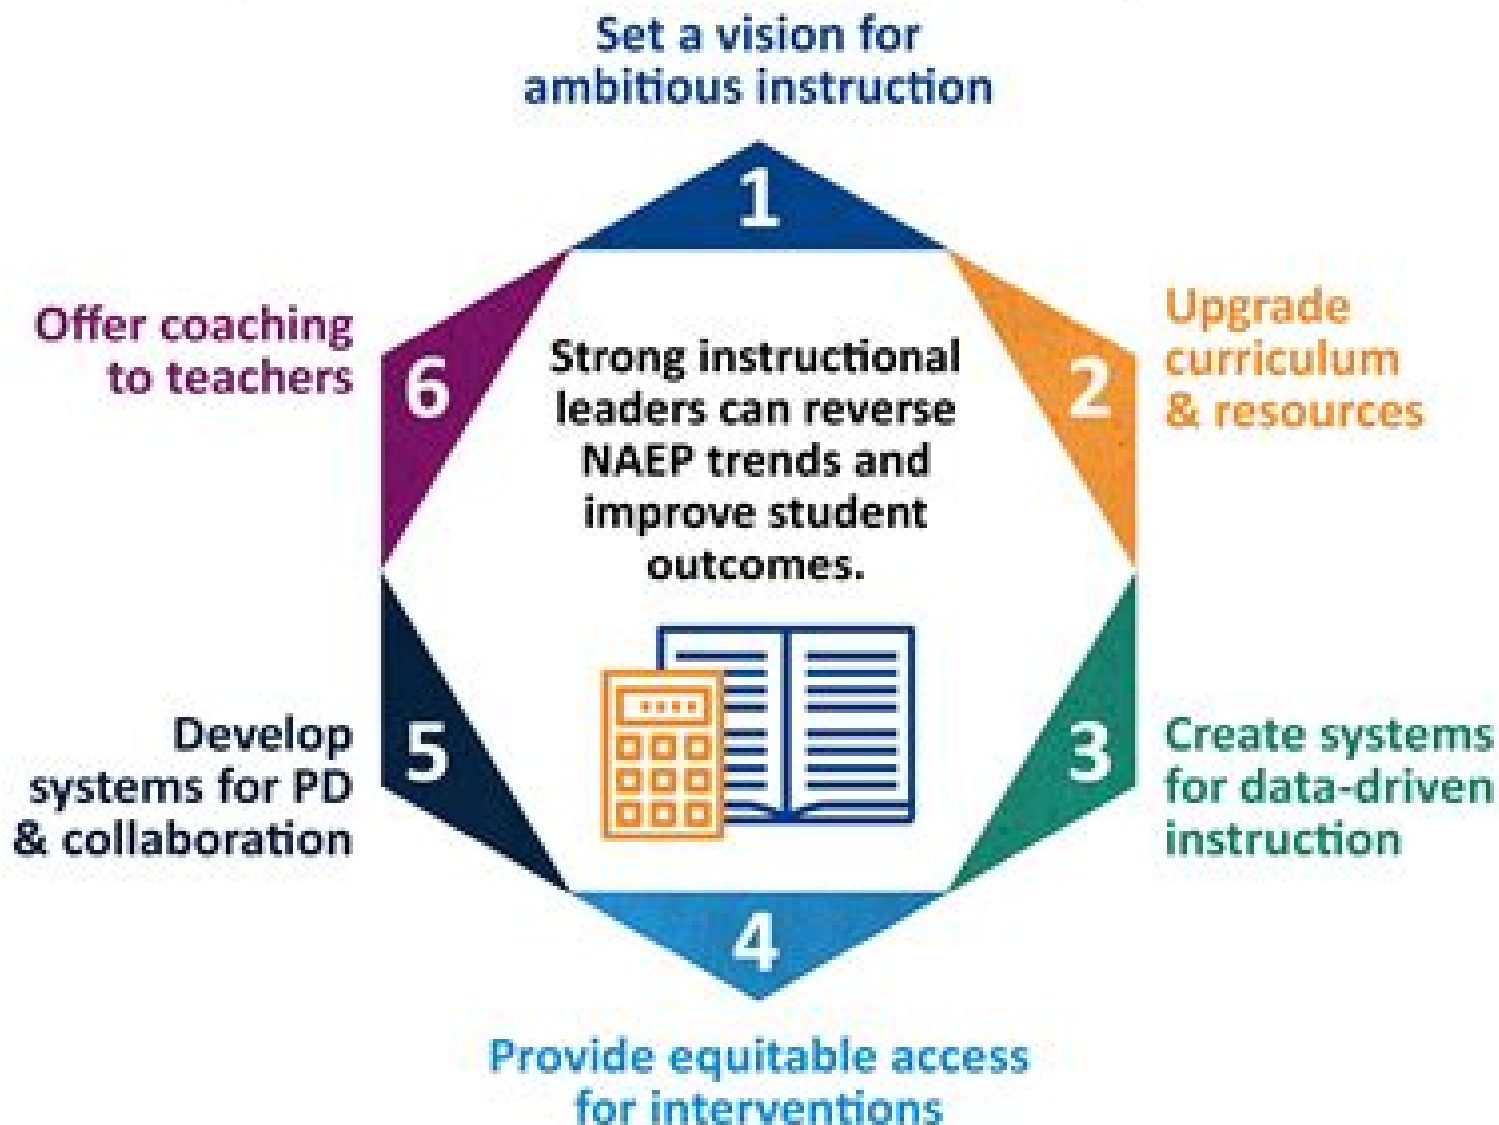 Set a vision for
ambitious instruction
1
Upgrade
curriculum
& resources
2
Create systems
for data-driven
instruction
3
Provide equitable access
for interventions
4
Develop
systems for PD
& collaboration
5
Offer coaching
to teachers
6
Strong instructional
leaders can reverse
NAEP trends and
improve student
outcomes.